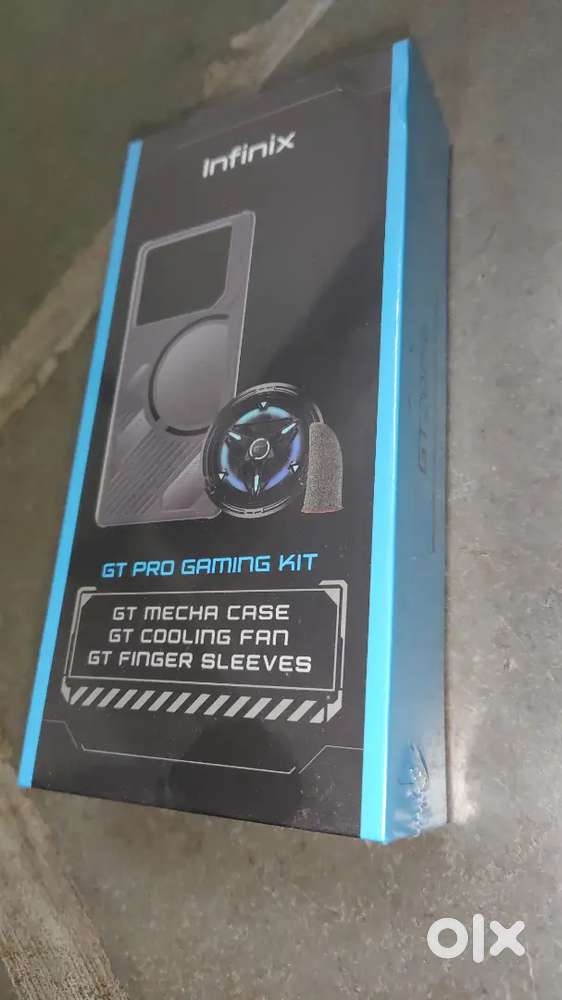 Infinix
GT PRO GAMING KIT
GT MECHA CASE
GT COOLING FAN
GT FINGER SLEEVES
olx